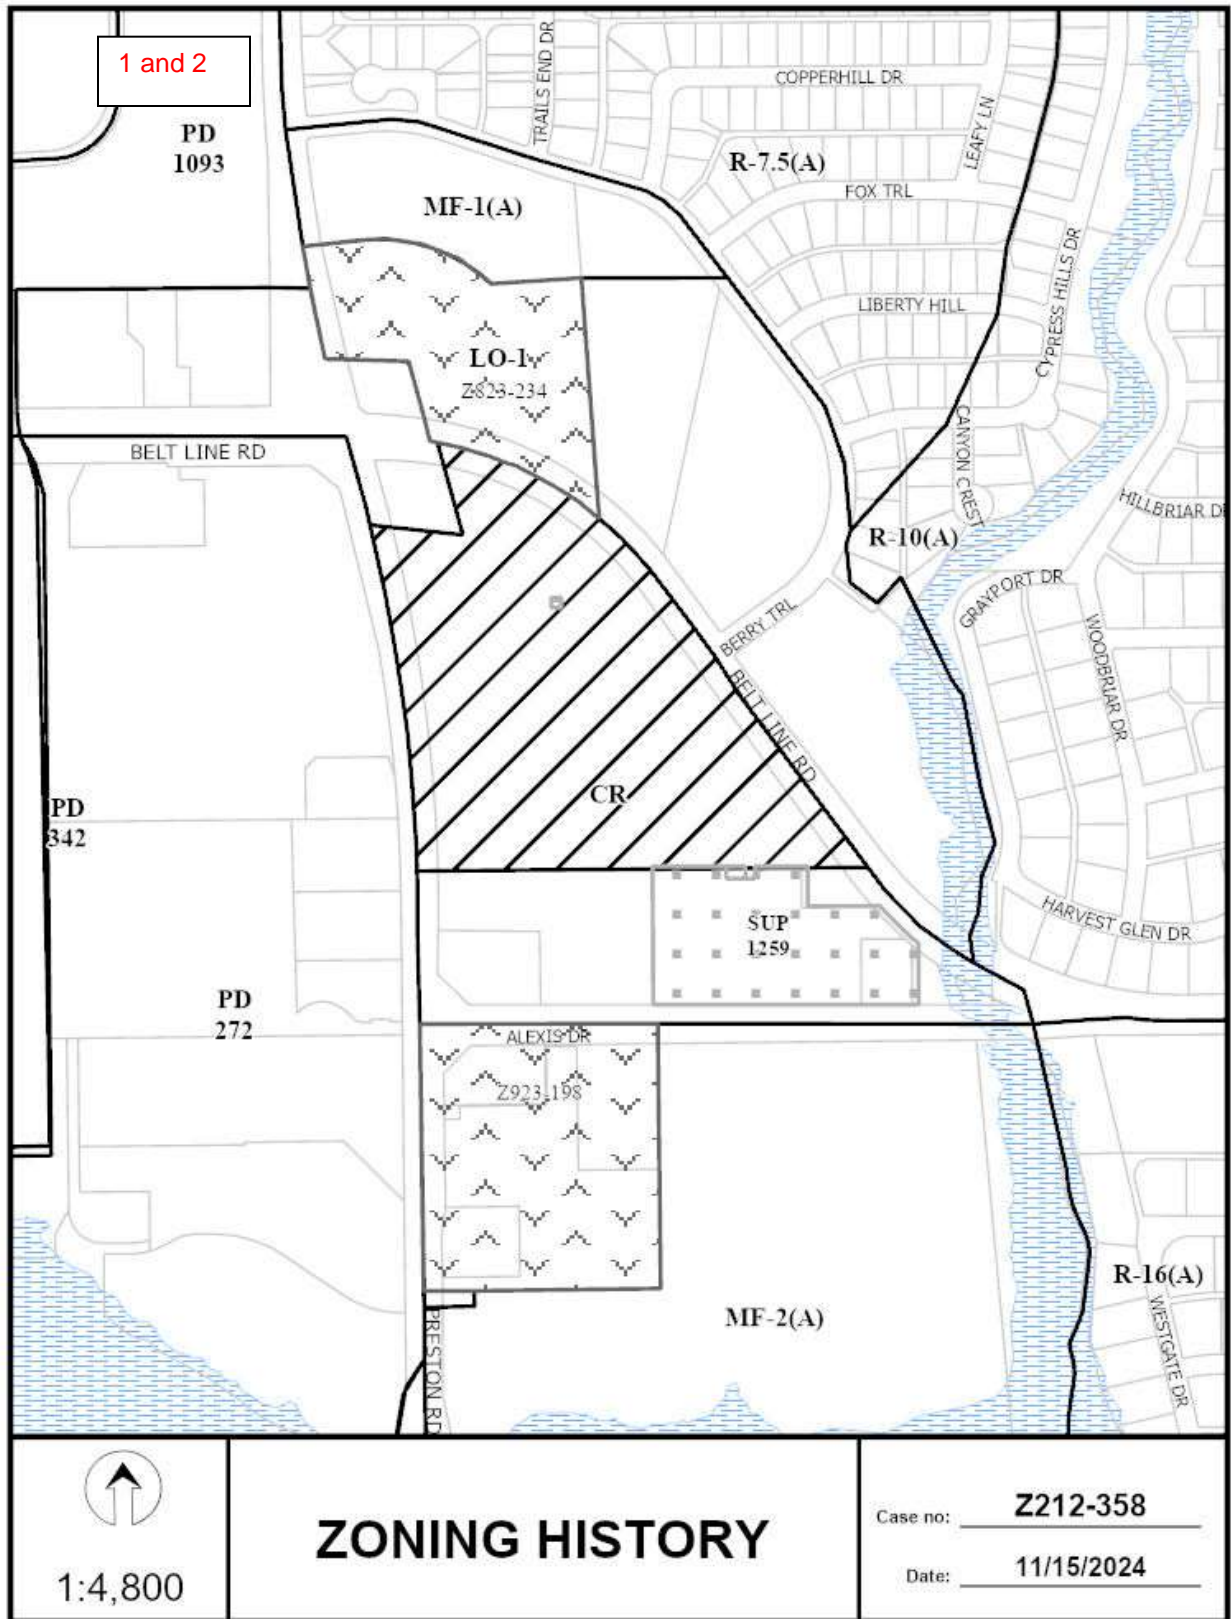 1 and 2
TRAILS END DR
COPPERHILL DR
LEAFY LN
PD
1093
R-7.5(A)
MF-1(A)
FOX TRL
CYPRESS HILLS DR
LIBERTY HILL
LO-1
Z823-234
BELT LINE RD
CANYON CREST
HILLBRIAR D
R-10(A)
GRAYPORT DR
BERRY TRL
WOODBRIAR DR
BELT LINE RD
CR
PD
342
HARVEST GLEN DR
SUP
1259
PD
272
ALEXIS DR
Z923-198
R-16(A)
MF-2(A)
PRESTON RD
WESTGATE DR
1:4,800
ZONING HISTORY
Case no: Z212-358
Date: 11/15/2024